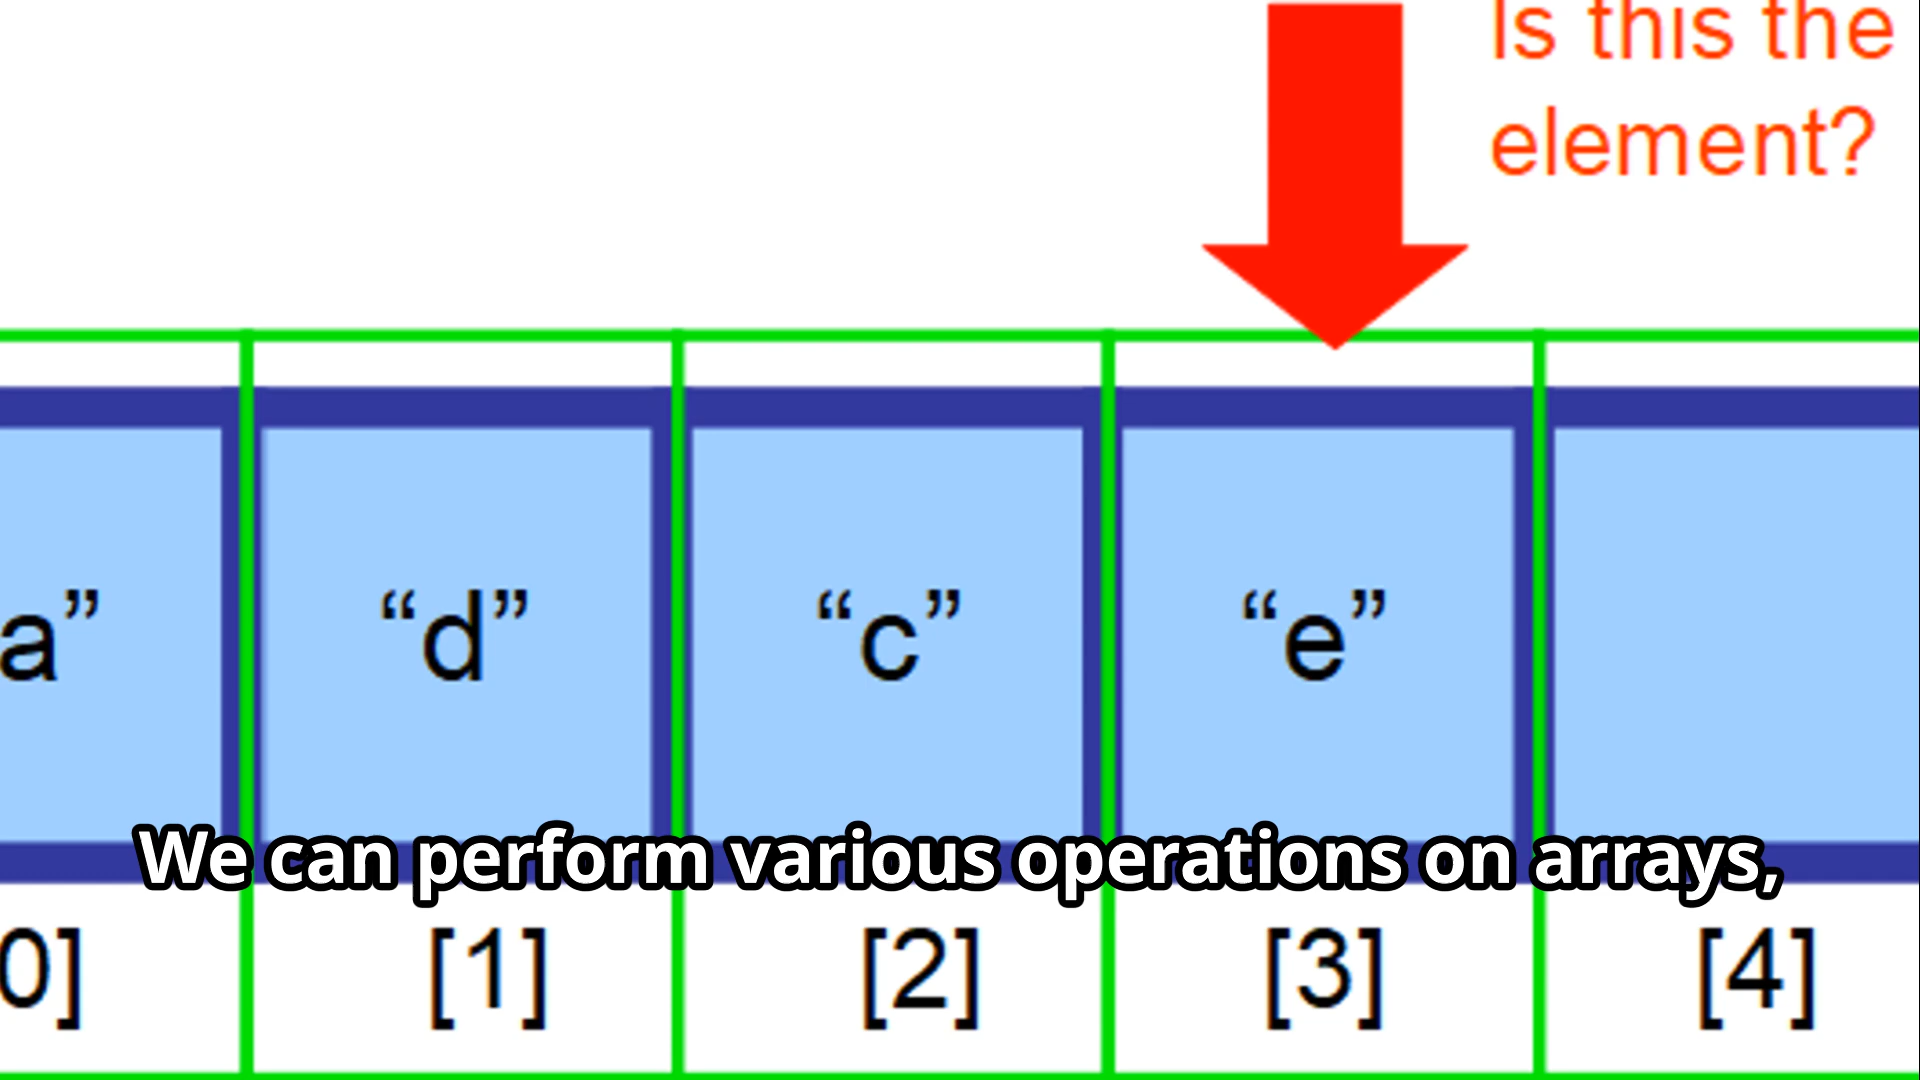 Is this the
element?
a” “d” “c” “e”
We can perform various operations on arrays,
0] [1] [2] [3] [4]